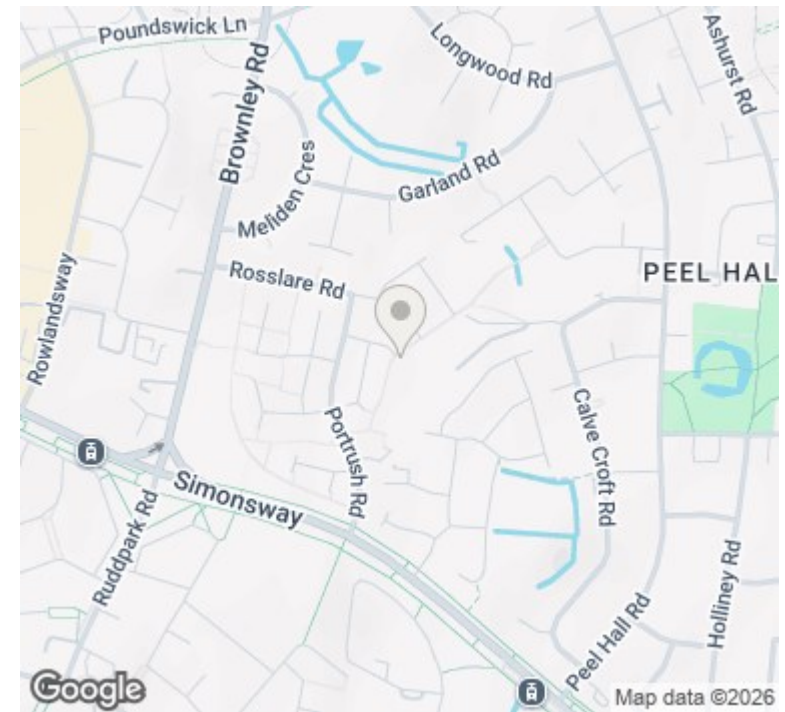 Poundswick Ln
Brownley Rd
Longwood Rd
Ashurst Rd
Meliden Cres
Garland Rd
Rosslare Rd
PEEL HAL
Rowlandsway
Portrush Rd
Calve Croft Rd
Simonsway
Ruddpark Rd
Holliney Rd
Peel Hall Rd
Google
Map data ©2026